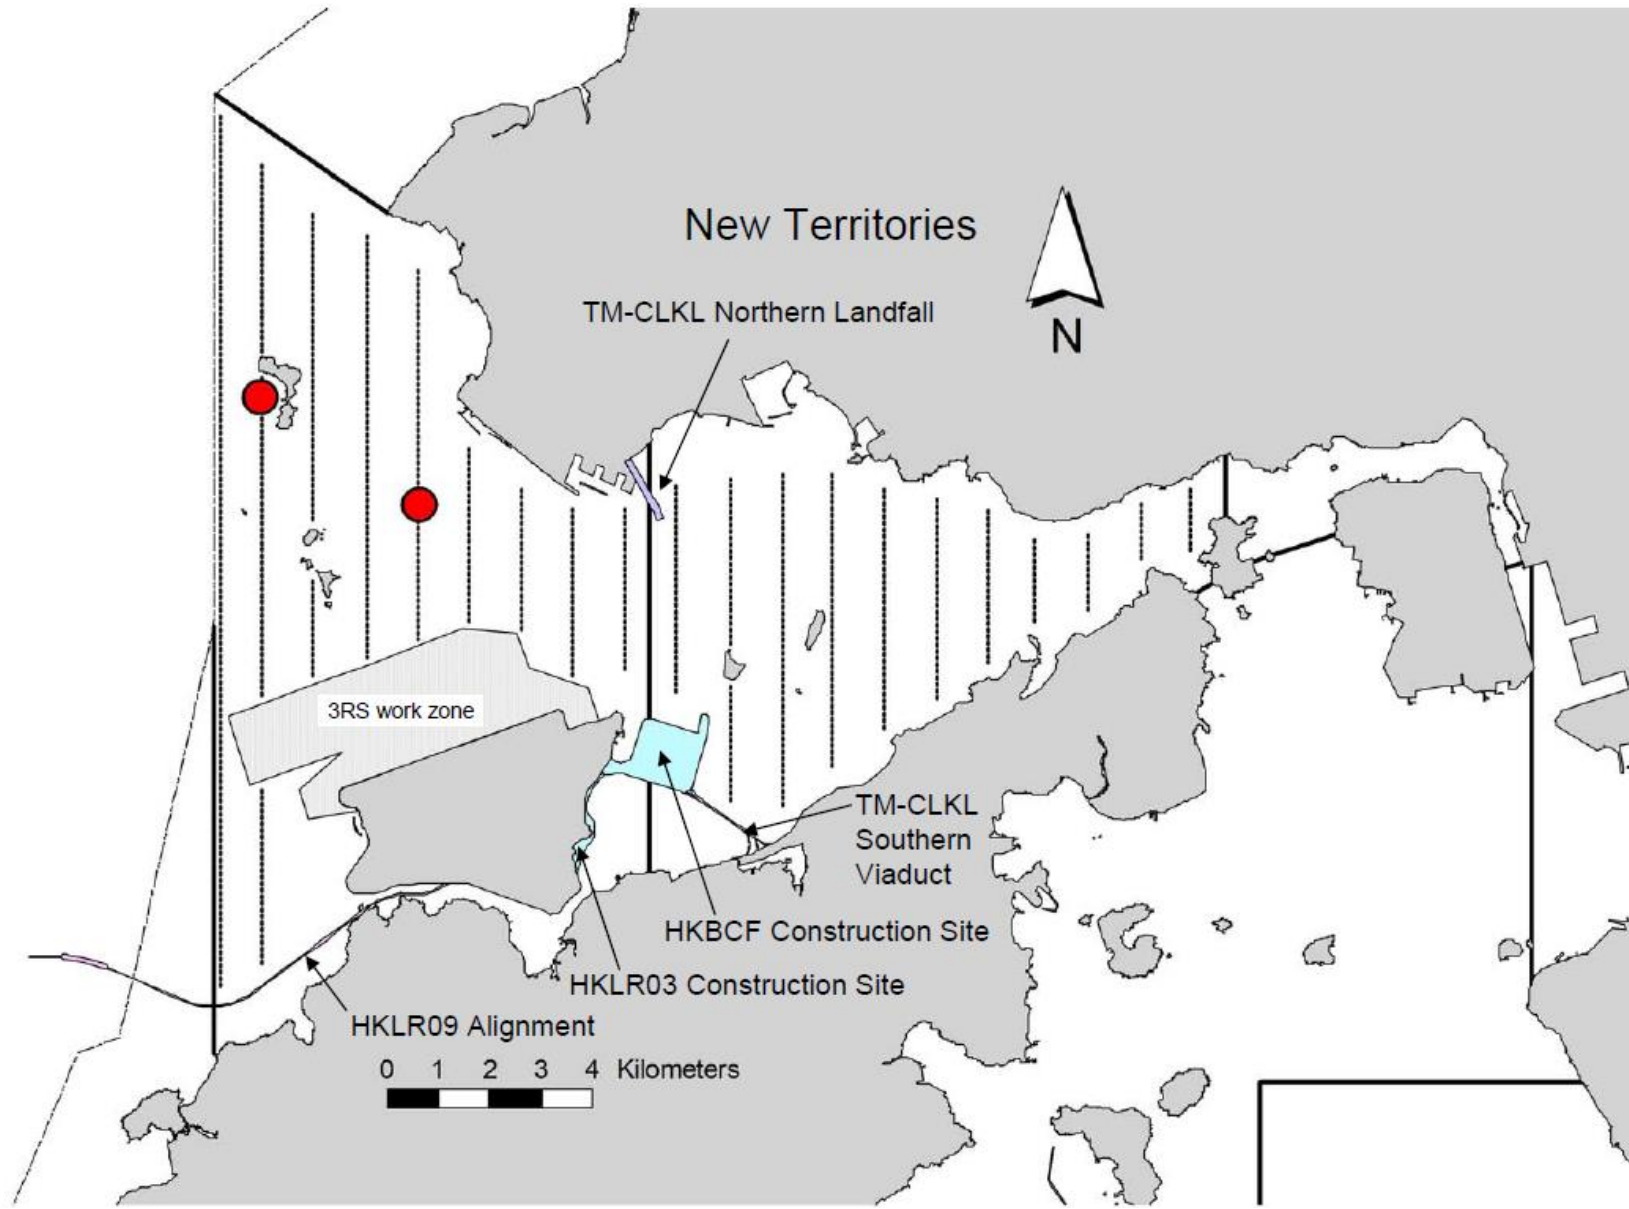 New Territories
TM-CLKL Northern Landfall
N
3RS work zone
TM-CLKL
Southern
Viaduct
HKBCF Construction Site
HKLR03 Construction Site
HKLR09 Alignment
0 1 2 3 4 Kilometers